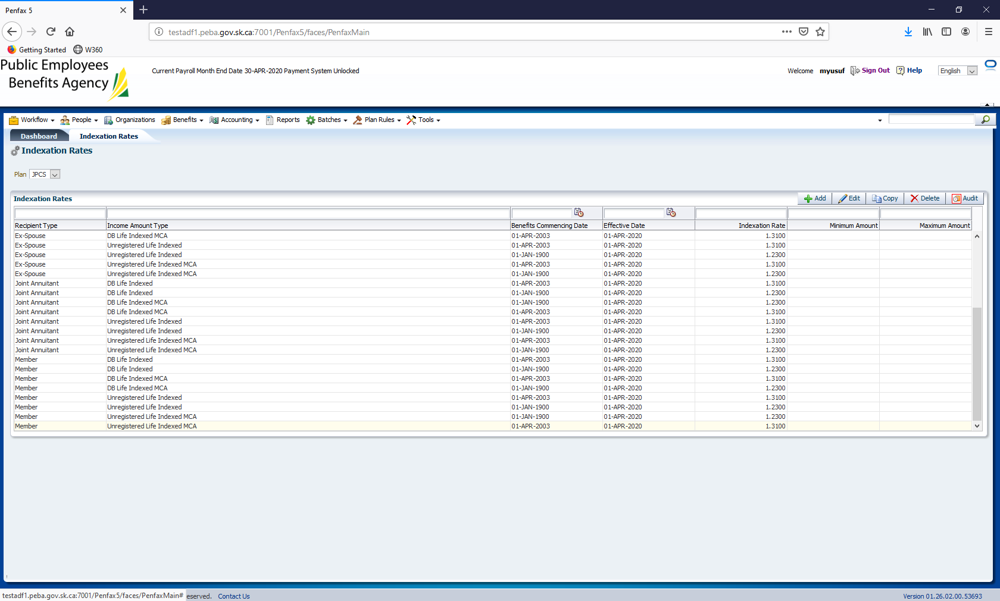 Penfax 5
testadf1.peba.gov.sk.ca:7001/Penfax5/faces/PenfaxMain
Getting Started W360
Public Employees
Benefits Agency
Current Payroll Month End Date 30-APR-2020 Payment System Unlocked
Welcome myusuf Sign Out Help English
Workflow People Organizations Benefits Accounting Reports Batches Plan Rules Tools
Dashboard Indexation Rates
Indexation Rates
Plan JPCS
Indexation Rates Add Edit Copy Delete Audit
Recipient Type Income Amount Type Benefits Commencing Date Effective Date Indexation Rate Minimum Amount Maximum Amount
Ex-Spouse DB Life Indexed MCA 01-APR-2003 01-APR-2020 1.3100
Ex-Spouse Unregistered Life Indexed 01-APR-2003 01-APR-2020 1.3100
Ex-Spouse Unregistered Life Indexed 01-JAN-1900 01-APR-2020 1.2300
Ex-Spouse Unregistered Life Indexed MCA 01-APR-2003 01-APR-2020 1.3100
Ex-Spouse Unregistered Life Indexed MCA 01-JAN-1900 01-APR-2020 1.2300
Joint Annuitant DB Life Indexed 01-APR-2003 01-APR-2020 1.3100
Joint Annuitant DB Life Indexed 01-JAN-1900 01-APR-2020 1.2300
Joint Annuitant DB Life Indexed MCA 01-JAN-1900 01-APR-2020 1.2300
Joint Annuitant DB Life Indexed MCA 01-APR-2003 01-APR-2020 1.3100
Joint Annuitant Unregistered Life Indexed 01-APR-2003 01-APR-2020 1.3100
Joint Annuitant Unregistered Life Indexed 01-JAN-1900 01-APR-2020 1.2300
Joint Annuitant Unregistered Life Indexed MCA 01-APR-2003 01-APR-2020 1.3100
Joint Annuitant Unregistered Life Indexed MCA 01-JAN-1900 01-APR-2020 1.2300
Member DB Life Indexed 01-APR-2003 01-APR-2020 1.3100
Member DB Life Indexed 01-JAN-1900 01-APR-2020 1.2300
Member DB Life Indexed MCA 01-APR-2003 01-APR-2020 1.3100
Member DB Life Indexed MCA 01-JAN-1900 01-APR-2020 1.2300
Member Unregistered Life Indexed 01-APR-2003 01-APR-2020 1.3100
Member Unregistered Life Indexed 01-JAN-1900 01-APR-2020 1.2300
Member Unregistered Life Indexed MCA 01-JAN-1900 01-APR-2020 1.2300
Member Unregistered Life Indexed MCA 01-APR-2003 01-APR-2020 1.3100
testadf1.peba.gov.sk.ca:7001/Penfax5/faces/PenfaxMain# eserved. Contact Us Version 01.26.02.00.53693